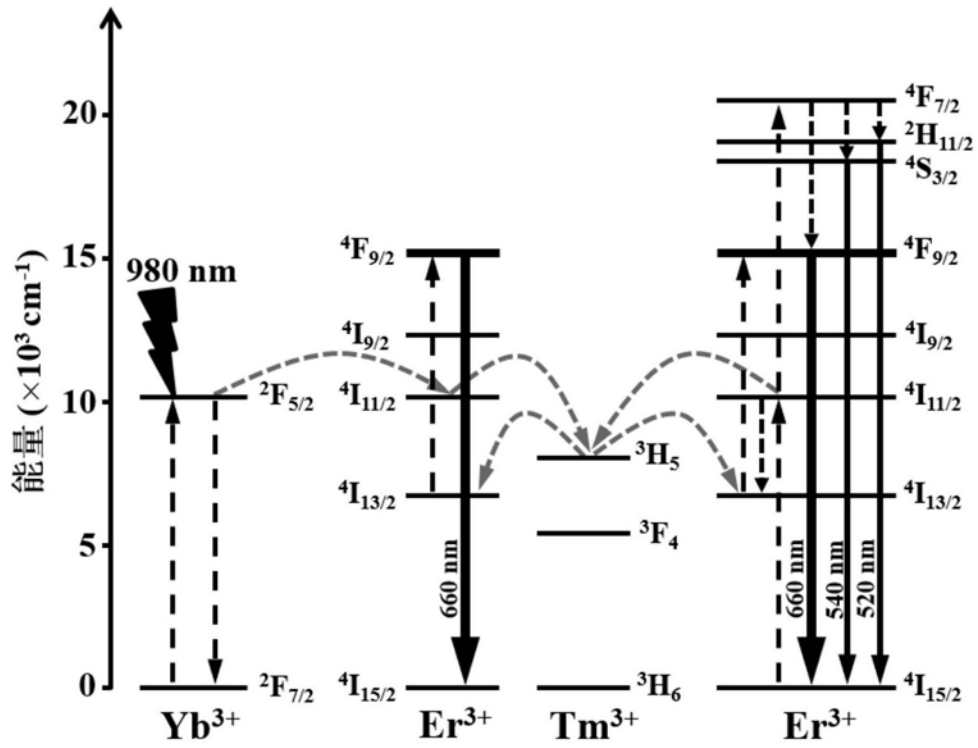 能量 (×10³ cm⁻¹)
20
15
10
5
0
980 nm
²F₅/₂
²F₇/₂
Yb³⁺
⁴F₉/₂
⁴I₉/₂
⁴I₁₁/₂
⁴I₁₃/₂
660 nm
⁴I₁₅/₂
Er³⁺
³H₅
³F₄
³H₆
Tm³⁺
⁴F₇/₂
²H₁₁/₂
⁴S₃/₂
⁴F₉/₂
⁴I₉/₂
⁴I₁₁/₂
⁴I₁₃/₂
660 nm
540 nm
520 nm
⁴I₁₅/₂
Er³⁺